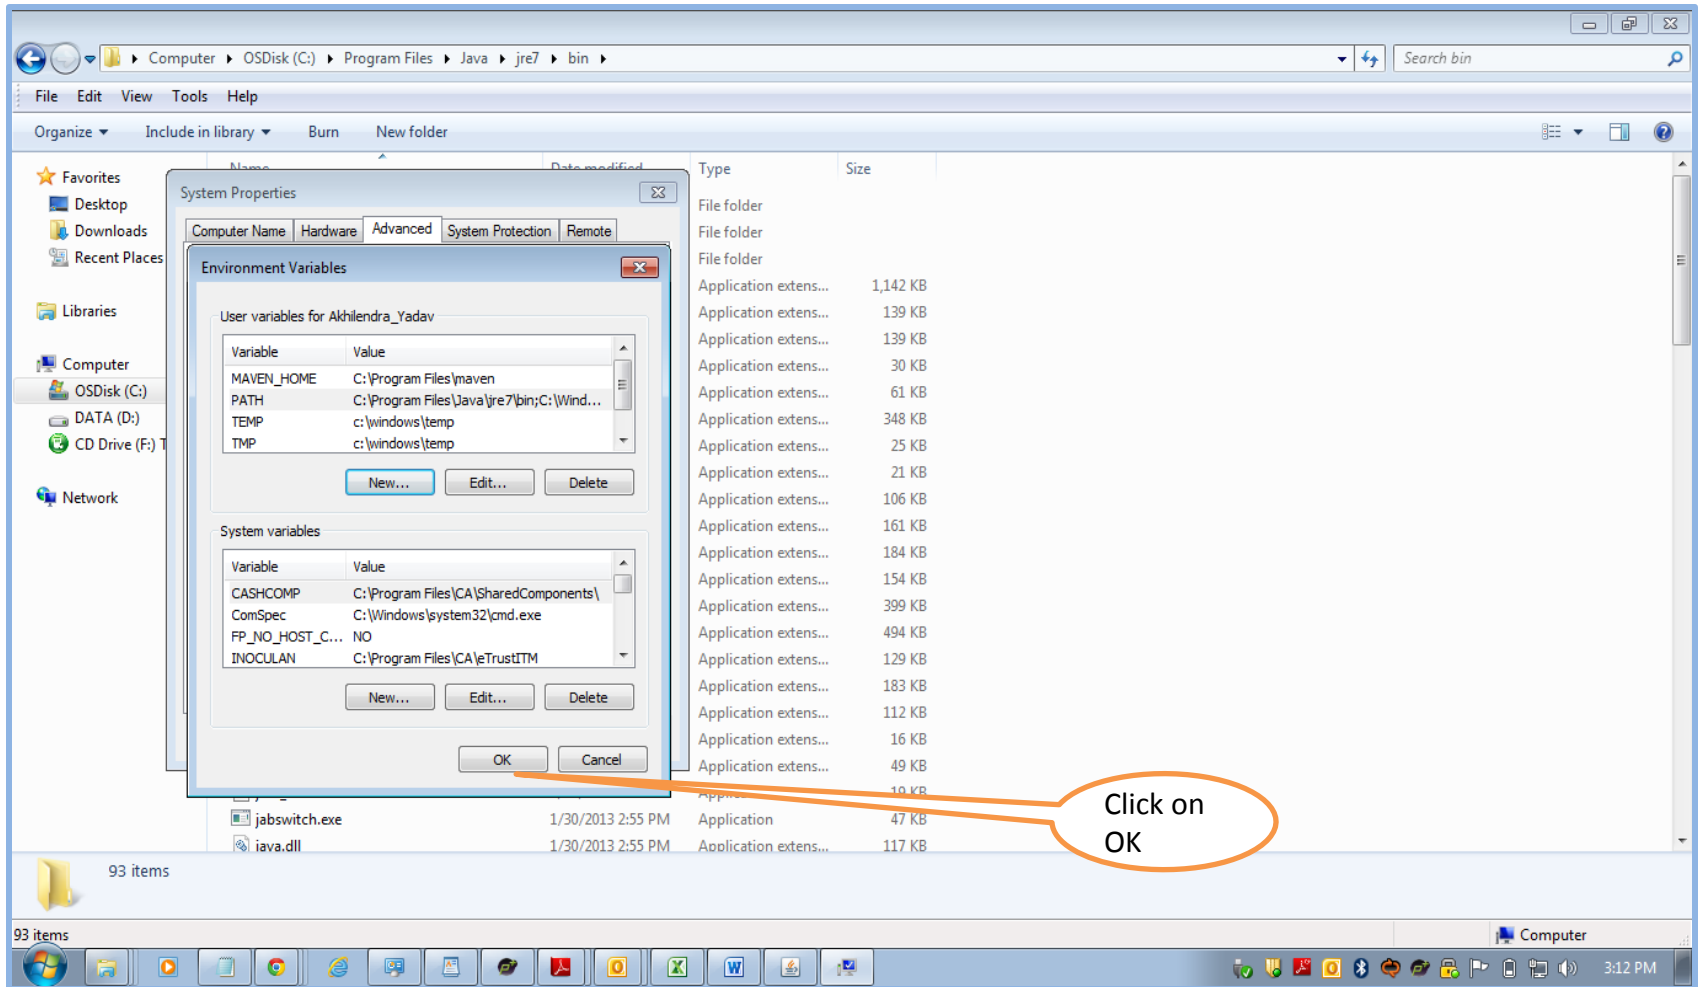 Computer ▸ OSDisk (C:) ▸ Program Files ▸ Java ▸ jre7 ▸ bin ▸
Search bin
File Edit View Tools Help
Organize Include in library Burn New folder
Name Date modified Type Size
Favorites
Desktop
Downloads
Recent Places
Libraries
Computer
OSDisk (C:)
DATA (D:)
CD Drive (F:) T
Network
System Properties
Computer Name Hardware Advanced System Protection Remote
Environment Variables
User variables for Akhilendra_Yadav
Variable Value
MAVEN_HOME C:\Program Files\maven
PATH C:\Program Files\Java\jre7\bin;C:\Wind...
TEMP c:\windows\temp
TMP c:\windows\temp
New... Edit... Delete
System variables
Variable Value
CASHCOMP C:\Program Files\CA\SharedComponents\
ComSpec C:\Windows\system32\cmd.exe
FP_NO_HOST_C... NO
INOCULAN C:\Program Files\CA\eTrustITM
New... Edit... Delete
OK Cancel
File folder
File folder
File folder
Application extens... 1,142 KB
Application extens... 139 KB
Application extens... 139 KB
Application extens... 30 KB
Application extens... 61 KB
Application extens... 348 KB
Application extens... 25 KB
Application extens... 21 KB
Application extens... 106 KB
Application extens... 161 KB
Application extens... 184 KB
Application extens... 154 KB
Application extens... 399 KB
Application extens... 494 KB
Application extens... 129 KB
Application extens... 183 KB
Application extens... 112 KB
Application extens... 16 KB
Application extens... 49 KB
19 KB
jabswitch.exe 1/30/2013 2:55 PM Application 47 KB
java.dll 1/30/2013 2:55 PM Application extens... 117 KB
Click on
OK
93 items
93 items
Computer
3:12 PM